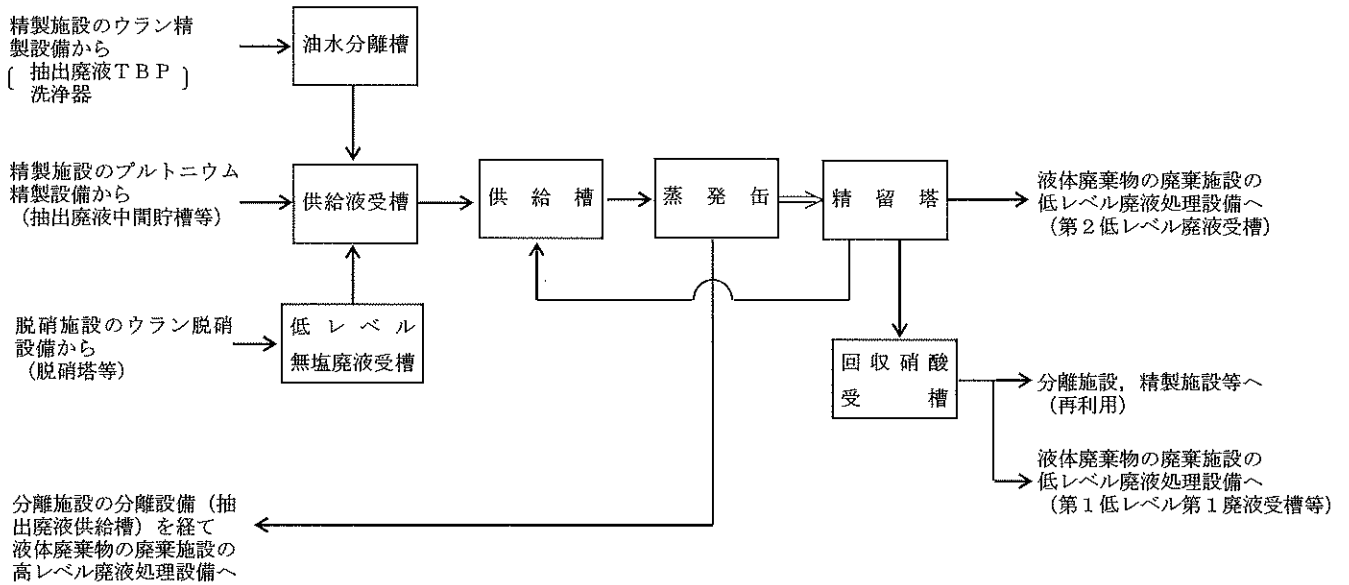 精製施設のウラン精
製設備から
(抽出廃液TBP)
洗浄器
油水分離槽
精製施設のプルトニウム
精製設備から
(抽出廃液中間貯槽等)
供給液受槽
供給槽
蒸発缶
精留塔
液体廃棄物の廃棄施設の
低レベル廃液処理設備へ
(第2低レベル廃液受槽)
脱硝施設のウラン脱硝
設備から
(脱硝塔等)
低レベル
無塩廃液受槽
回収硝酸
受槽
分離施設,精製施設等へ
(再利用)
液体廃棄物の廃棄施設の
低レベル廃液処理設備へ
(第1低レベル第1廃液受槽等)
分離施設の分離設備(抽
出廃液供給槽)を経て
液体廃棄物の廃棄施設の
高レベル廃液処理設備へ